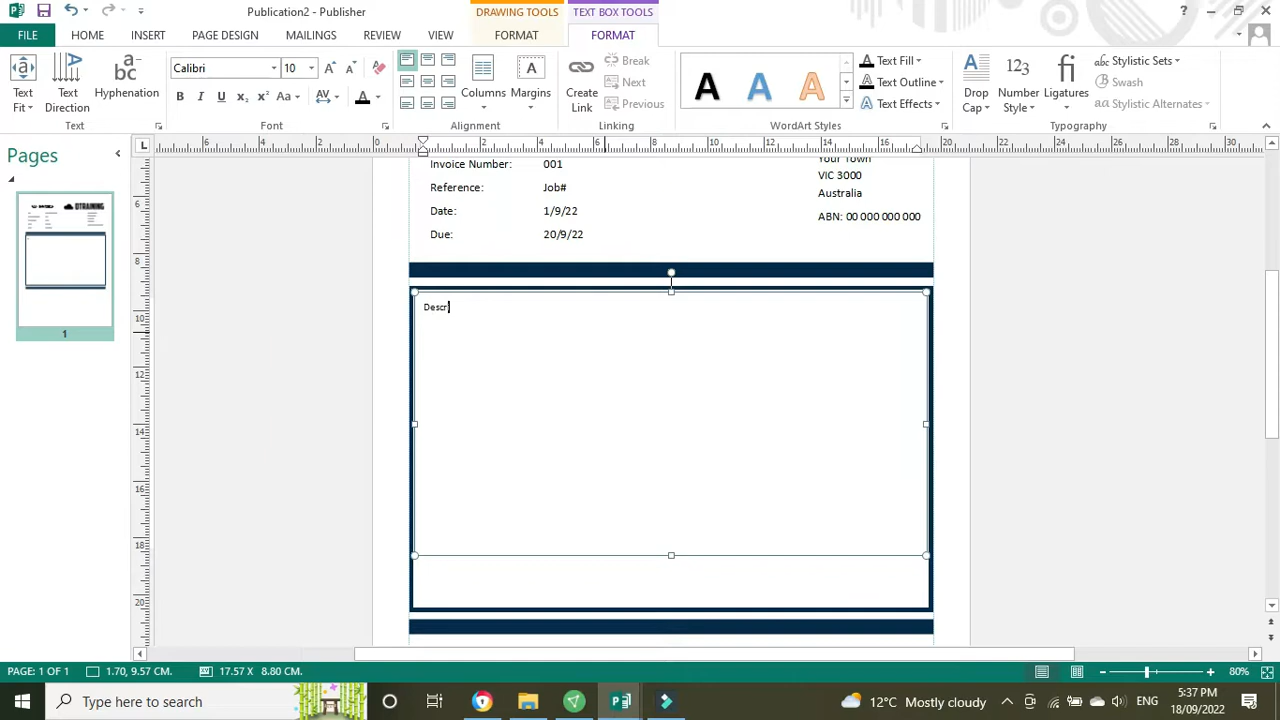 Publication2 - Publisher
DRAWING TOOLS
TEXT BOX TOOLS
FILE
HOME
INSERT
PAGE DESIGN
MAILINGS
REVIEW
VIEW
FORMAT
FORMAT
Calibri
10
Text Fit
Text Direction
Hyphenation
Columns
Margins
Create Link
Break
Next
Previous
Text Fill
Text Outline
Text Effects
Drop Cap
Number Style
Ligatures
Stylistic Sets
Swash
Stylistic Alternates
Text
Font
Alignment
Linking
WordArt Styles
Typography
Pages
1
Invoice Number: 001
Reference: Job#
Date: 1/9/22
Due: 20/9/22
Your Town
VIC 3000
Australia
ABN: 00 000 000 000
Descri
PAGE: 1 OF 1
1.70, 9.57 CM.
17.57 X 8.80 CM.
80%
Type here to search
12°C Mostly cloudy
ENG
5:37 PM
18/09/2022